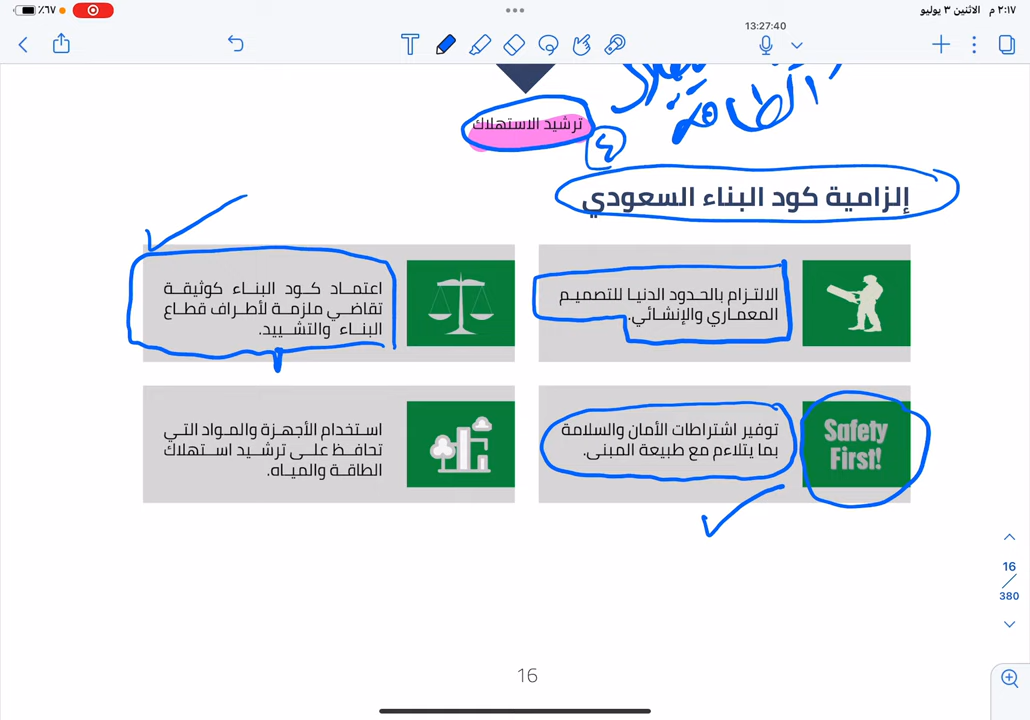 ٢:١٧ م الاثنين ٣ يوليو
٪٦٧
13:27:40
T
الطاقة
ترشيد الاستهلاك
٤
إلزامية كود البناء السعودي
الالتزام بالحدود الدنيا للتصميم
المعماري والإنشائي.
اعتماد كود البناء كوثيقة
تقاضي ملزمة لأطراف قطاع
البناء والتشييد.
Safety
First!
توفير اشتراطات الأمان والسلامة
بما يتلاءم مع طبيعة المبنى.
استخدام الأجهزة والمواد التي
تحافظ على ترشيد استهلاك
الطاقة والمياه.
16
380
16